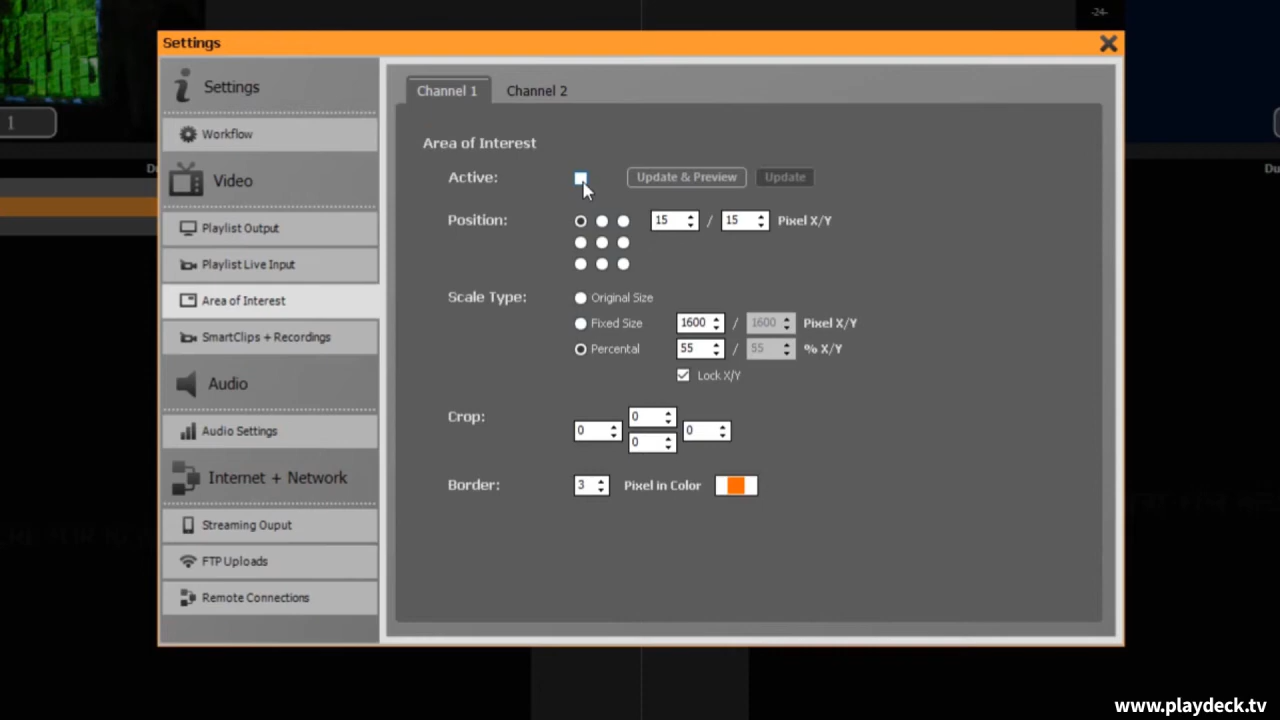 -24-
Settings
1
Settings
Workflow
Video
Playlist Output
Playlist Live Input
Area of Interest
SmartClips + Recordings
Audio
Audio Settings
Internet + Network
Streaming Ouput
FTP Uploads
Remote Connections
Channel 1 Channel 2
Area of Interest
Active: Update & Preview Update
Position: 15 / 15 Pixel X/Y
Scale Type: Original Size
Fixed Size 1600 / 1600 Pixel X/Y
Percental 55 / 55 % X/Y
Lock X/Y
Crop: 0
0 0
0
Border: 3 Pixel in Color
Du
www.playdeck.tv